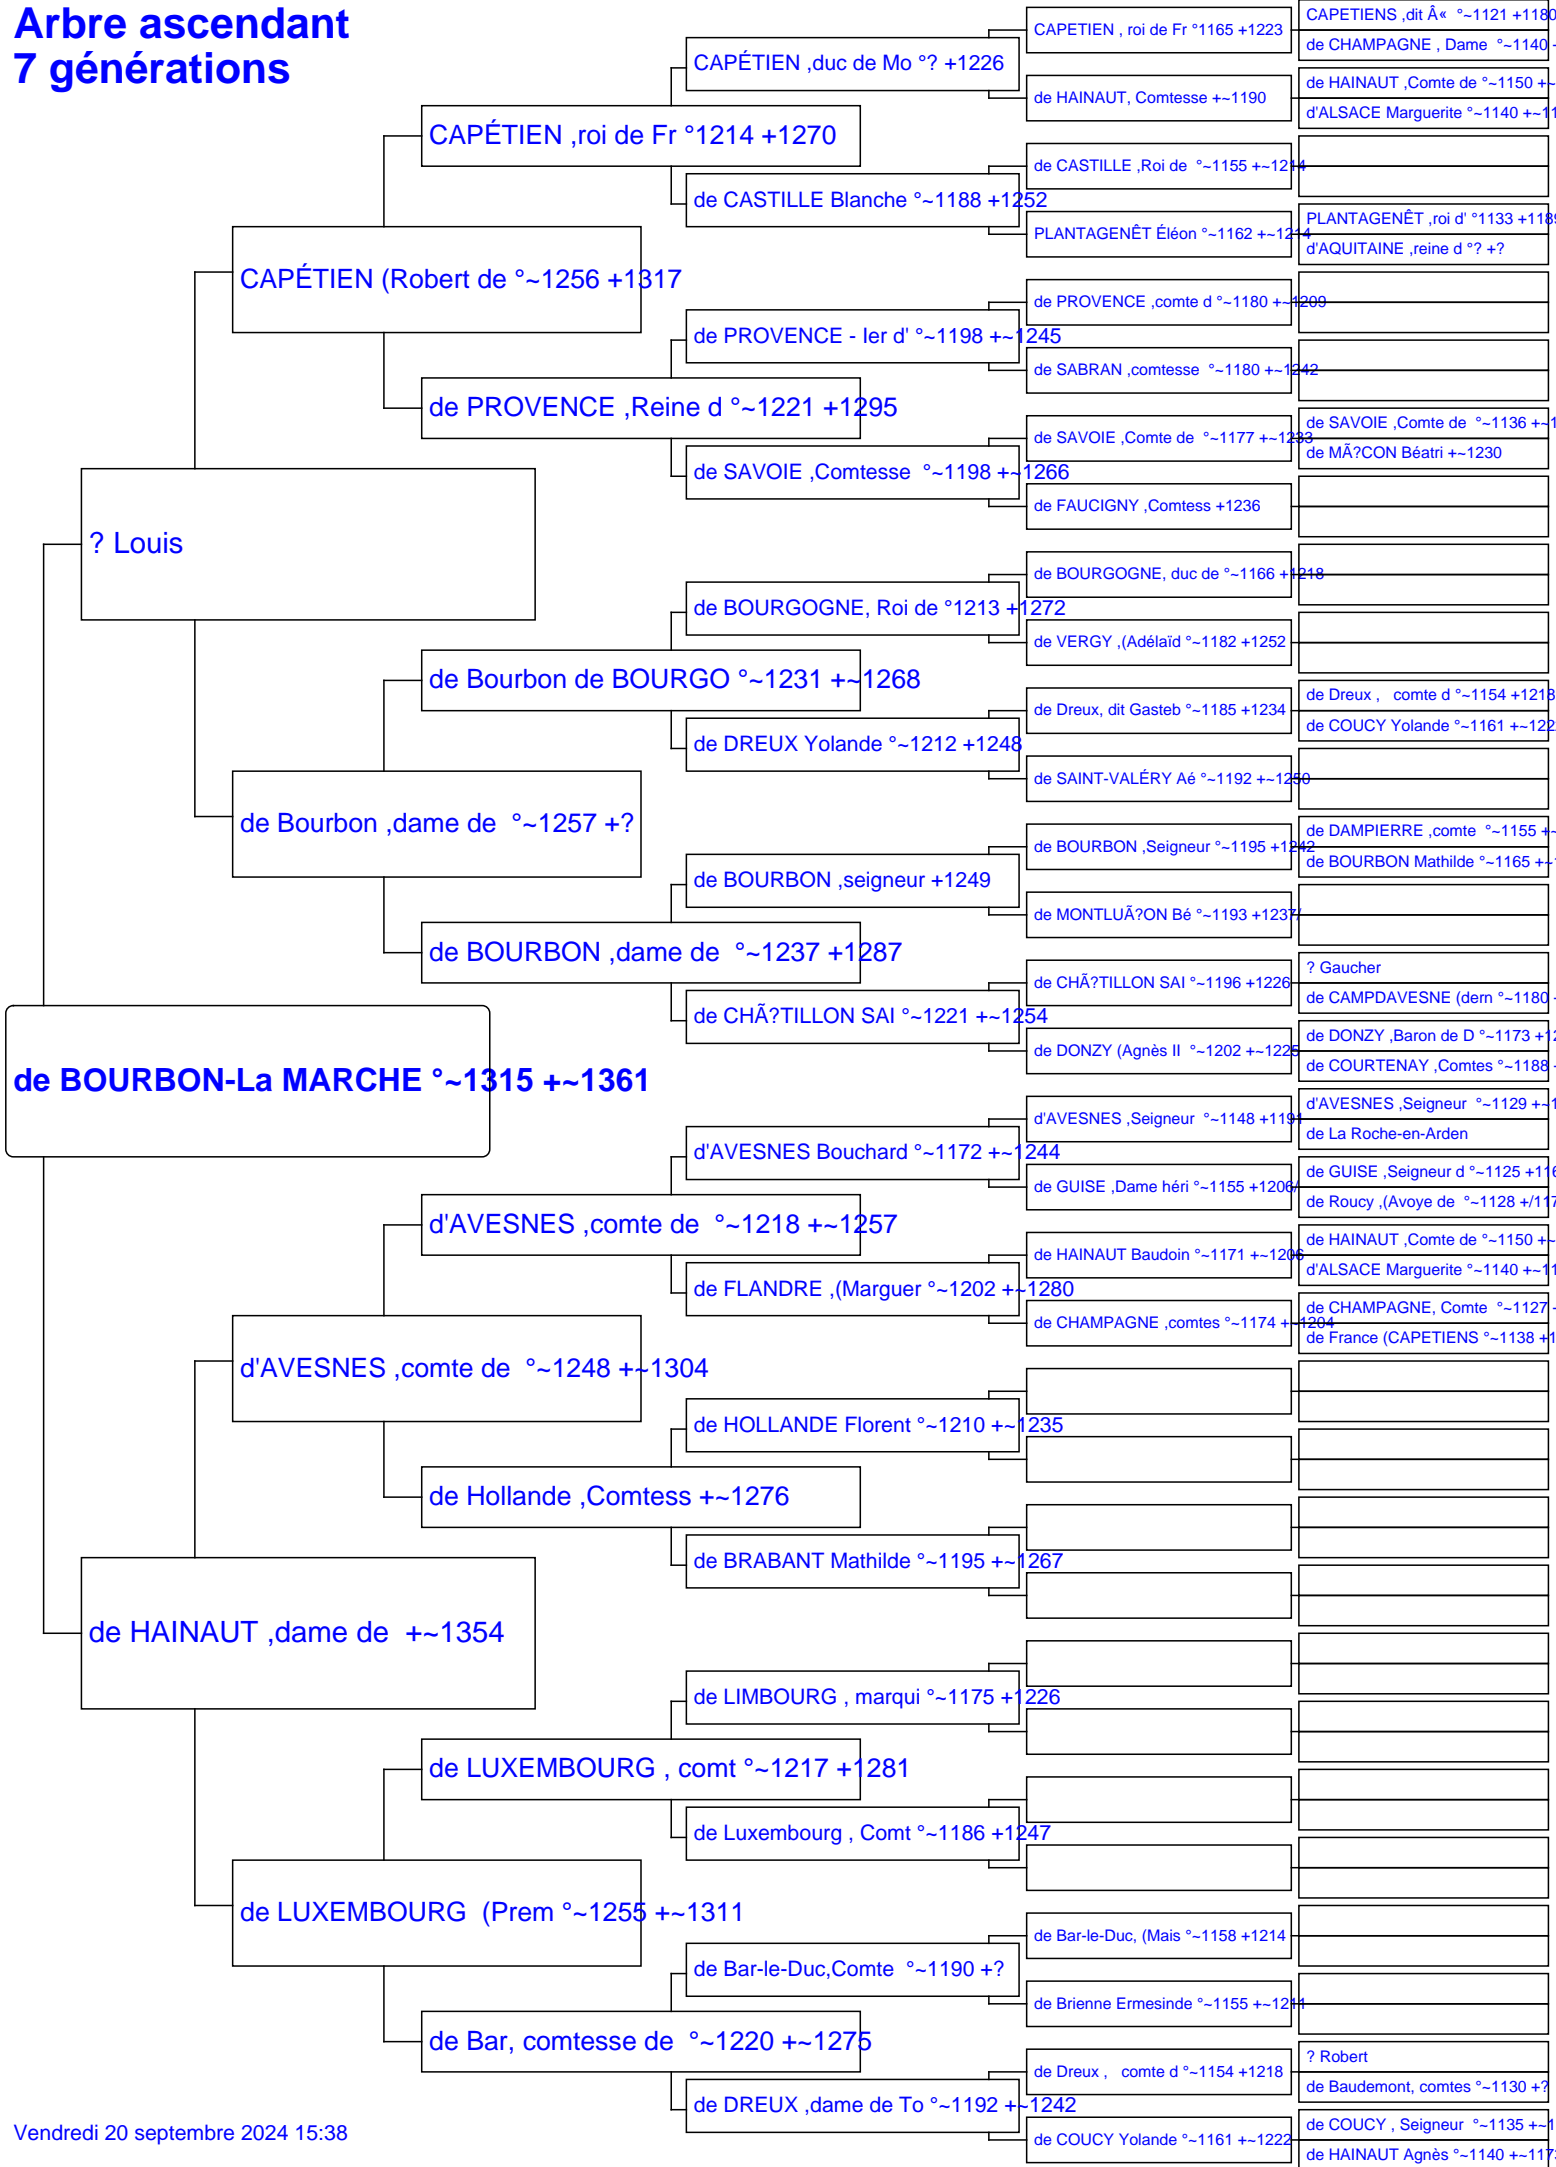 Arbre ascendant
7 générations
de BOURBON-La MARCHE °~1315 +~1361
? Louis
de HAINAUT ,dame de +~1354
CAPÉTIEN (Robert de °~1256 +1317
de Bourbon ,dame de °~1257 +?
d'AVESNES ,comte de °~1248 +~1304
de LUXEMBOURG (Prem °~1255 +~1311
CAPÉTIEN ,roi de Fr °1214 +1270
de PROVENCE ,Reine d °~1221 +1295
de Bourbon de BOURGO °~1231 +~1268
de BOURBON ,dame de °~1237 +1287
d'AVESNES ,comte de °~1218 +~1257
de Hollande ,Comtess +~1276
de LUXEMBOURG , comt °~1217 +1281
de Bar, comtesse de °~1220 +~1275
CAPÉTIEN ,duc de Mo °? +1226
de CASTILLE Blanche °~1188 +1252
de PROVENCE - Ier d' °~1198 +~1245
de SAVOIE ,Comtesse °~1198 +~1266
de BOURGOGNE, Roi de °1213 +1272
de DREUX Yolande °~1212 +1248
de BOURBON ,seigneur +1249
de CHÃ?TILLON SAI °~1221 +~1254
d'AVESNES Bouchard °~1172 +~1244
de FLANDRE ,(Marguer °~1202 +~1280
de HOLLANDE Florent °~1210 +~1235
de BRABANT Mathilde °~1195 +~1267
de LIMBOURG , marqui °~1175 +1226
de Luxembourg , Comt °~1186 +1247
de Bar-le-Duc,Comte °~1190 +?
de DREUX ,dame de To °~1192 +~1242
CAPETIEN , roi de Fr °1165 +1223
de HAINAUT, Comtesse +~1190
de CASTILLE ,Roi de °~1155 +~1214
PLANTAGENÊT Éléon °~1162 +~1214
de PROVENCE ,comte d °~1180 +~1209
de SABRAN ,comtesse °~1180 +~1242
de SAVOIE ,Comte de °~1177 +~1233
de FAUCIGNY ,Comtess +1236
de BOURGOGNE, duc de °~1166 +1218
de VERGY ,(Adélaïd °~1182 +1252
de Dreux, dit Gasteb °~1185 +1234
de SAINT-VALÉRY Aé °~1192 +~1250
de BOURBON ,Seigneur °~1195 +1242
de MONTLUÃ?ON Bé °~1193 +1237/
de CHÃ?TILLON SAI °~1196 +1226
de DONZY (Agnès II °~1202 +~1225
d'AVESNES ,Seigneur °~1148 +1191
de GUISE ,Dame héri °~1155 +1206/
de HAINAUT Baudoin °~1171 +~1206
de CHAMPAGNE ,comtes °~1174 +~1204
de Bar-le-Duc, (Mais °~1158 +1214
de Brienne Ermesinde °~1155 +~1211
de Dreux , comte d °~1154 +1218
de COUCY Yolande °~1161 +~1222
CAPETIENS ,dit Â« °~1121 +1180
de CHAMPAGNE , Dame °~1140 +
de HAINAUT ,Comte de °~1150 +~
d'ALSACE Marguerite °~1140 +~11
PLANTAGENÊT ,roi d' °1133 +1189
d'AQUITAINE ,reine d °? +?
de SAVOIE ,Comte de °~1136 +~1
de MÃ?CON Béatri +~1230
de Dreux , comte d °~1154 +1218
de COUCY Yolande °~1161 +~122
de DAMPIERRE ,comte °~1155 +~
de BOURBON Mathilde °~1165 +~1
? Gaucher
de CAMPDAVESNE (dern °~1180 +
de DONZY ,Baron de D °~1173 +12
de COURTENAY ,Comtes °~1188 +
d'AVESNES ,Seigneur °~1129 +~1
de La Roche-en-Arden
de GUISE ,Seigneur d °~1125 +116
de Roucy ,(Avoye de °~1128 +/117
de HAINAUT ,Comte de °~1150 +~
d'ALSACE Marguerite °~1140 +~11
de CHAMPAGNE, Comte °~1127 +
de France (CAPETIENS °~1138 +1
? Robert
de Baudemont, comtes °~1130 +?
de COUCY , Seigneur °~1135 +~1
de HAINAUT Agnès °~1140 +~1173
Vendredi 20 septembre 2024 15:38